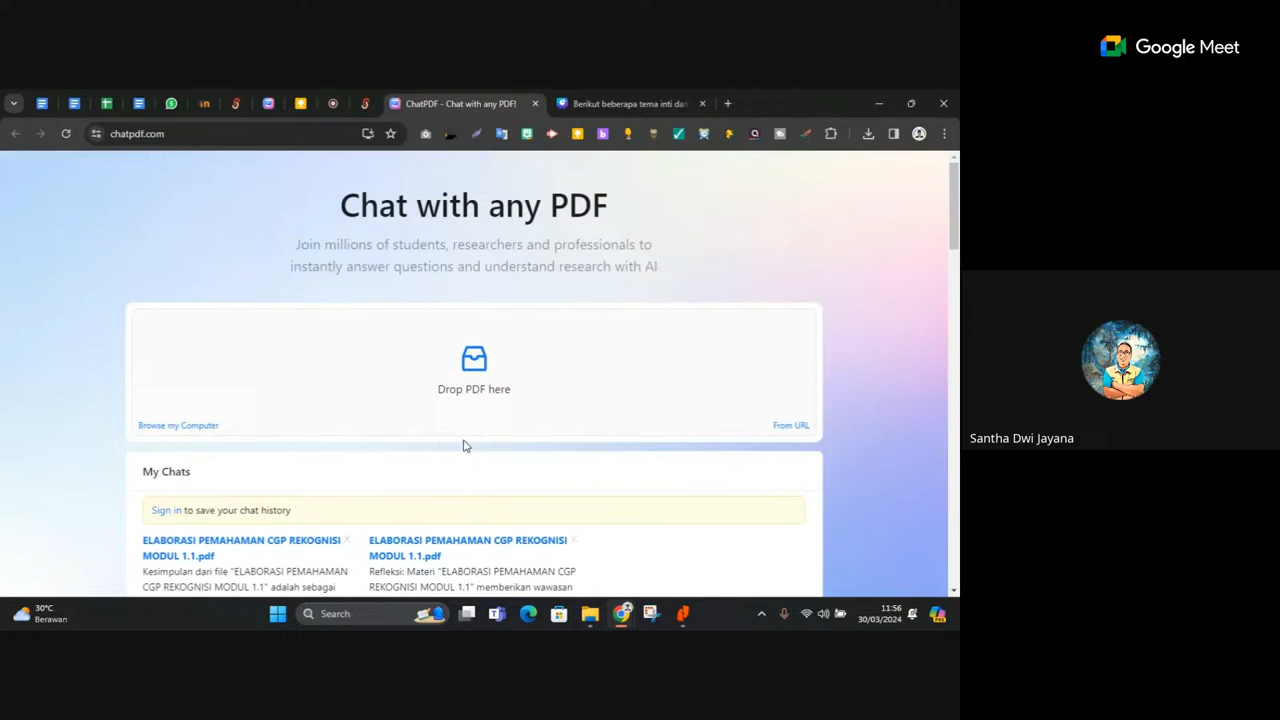 Google Meet
ChatPDF - Chat with any PDF!
Berikut beberapa tema inti dari
chatpdf.com
Chat with any PDF
Join millions of students, researchers and professionals to
instantly answer questions and understand research with AI
Drop PDF here
Browse my Computer
From URL
My Chats
Sign in to save your chat history
ELABORASI PEMAHAMAN CGP REKOGNISI
MODUL 1.1.pdf
Kesimpulan dari file "ELABORASI PEMAHAMAN
CGP REKOGNISI MODUL 1.1" adalah sebagai
ELABORASI PEMAHAMAN CGP REKOGNISI
MODUL 1.1.pdf
Refleksi: Materi "ELABORASI PEMAHAMAN CGP
REKOGNISI MODUL 1.1" memberikan wawasan
Santha Dwi Jayana
30°C
Berawan
Search
11:56
30/03/2024